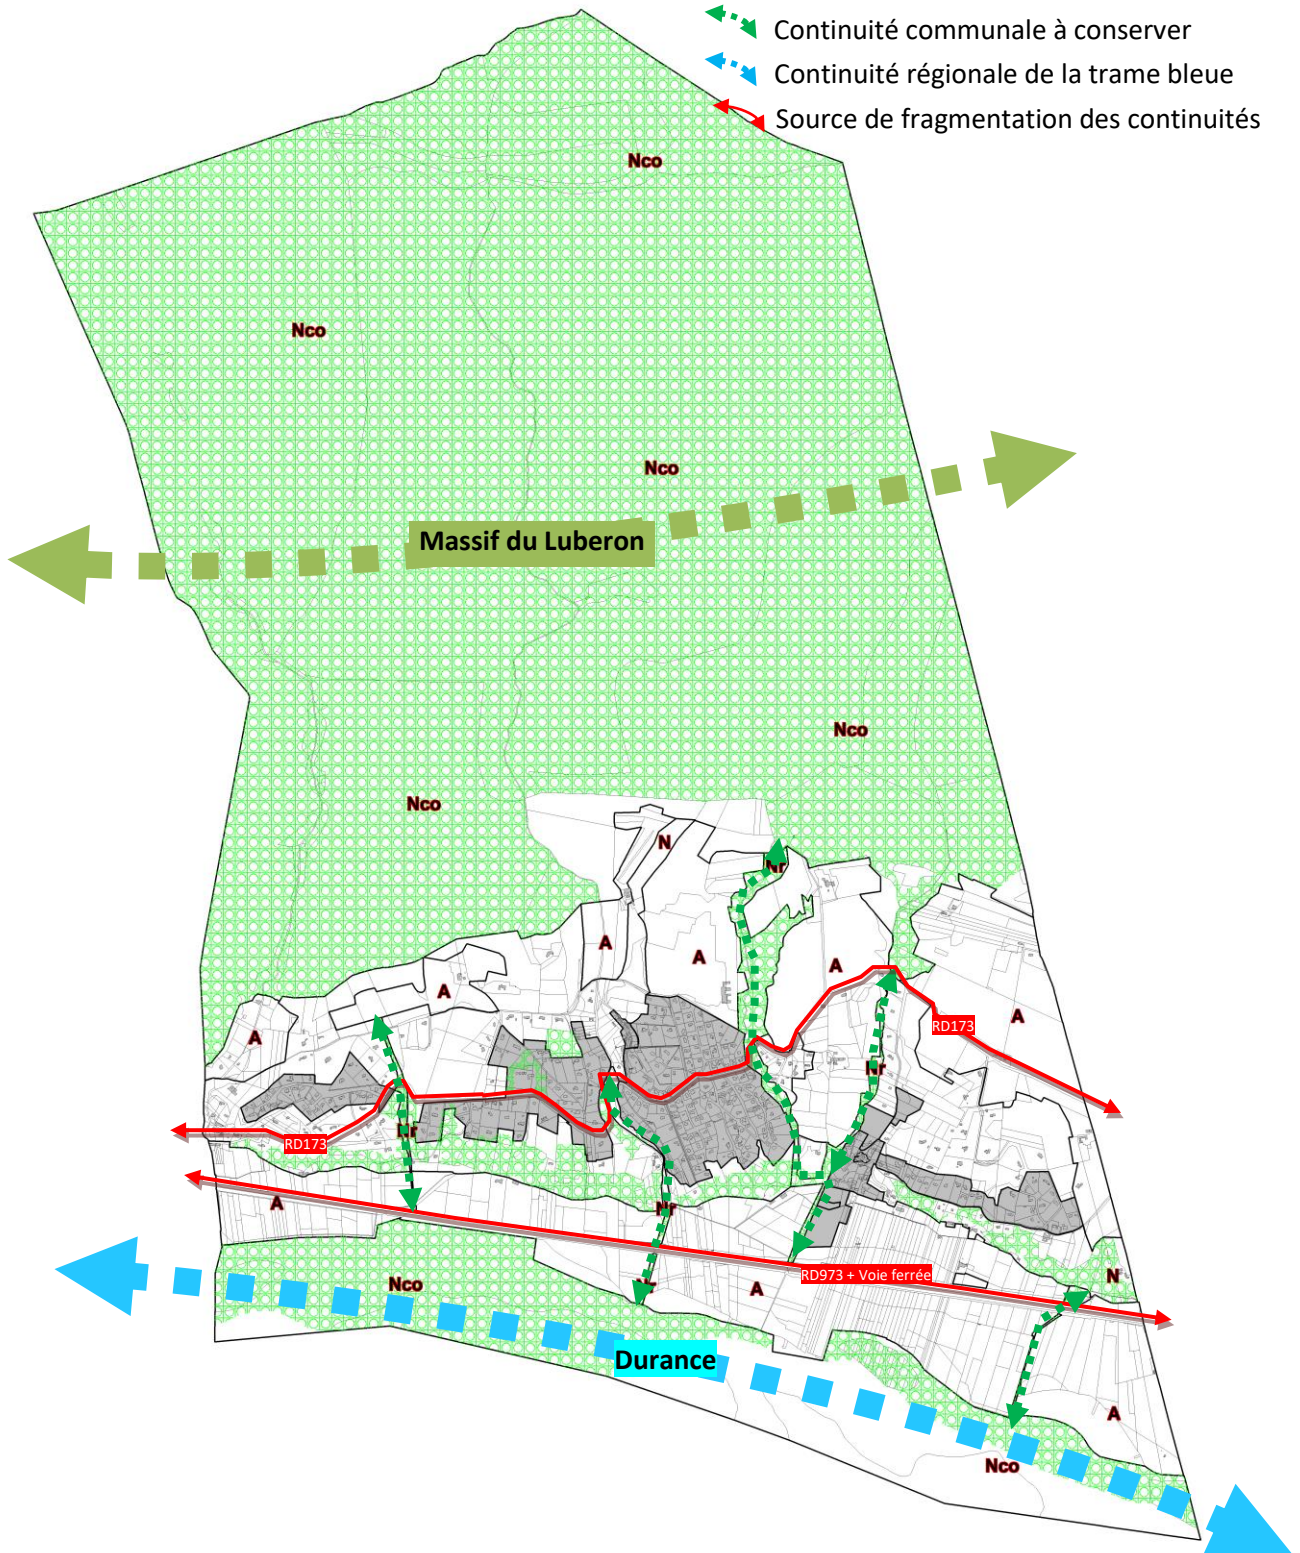 Continuité communale à conserver
Continuité régionale de la trame bleue
Source de fragmentation des continuités
Nco
Nco
Nco
Massif du Luberon
Nco
Nco
N
Nr
A
A
A
A
A
RD173
A
Nr
Nr
RD173
A
Nr
N
RD973 + Voie ferrée
Nco
Nr
A
Durance
A
Nco